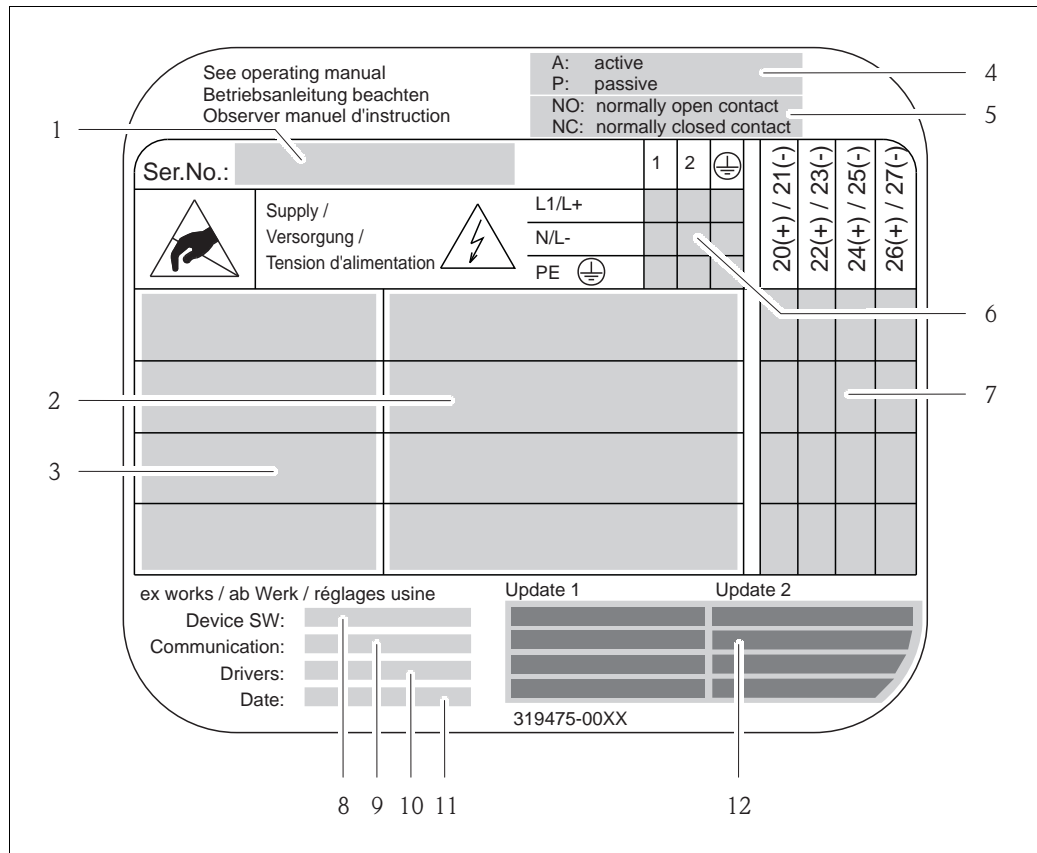 See operating manual
Betriebsanleitung beachten
Observer manuel d'instruction
A: active
P: passive
NO: normally open contact
NC: normally closed contact
1
4
5
Ser.No.:
1 2
20(+) / 21(-)
22(+) / 23(-)
24(+) / 25(-)
26(+) / 27(-)
Supply /
Versorgung /
Tension d'alimentation
L1/L+
N/L-
PE
6
2
7
3
ex works / ab Werk / réglages usine
Device SW:
Communication:
Drivers:
Date:
Update 1
Update 2
319475-00XX
8 9 10 11
12